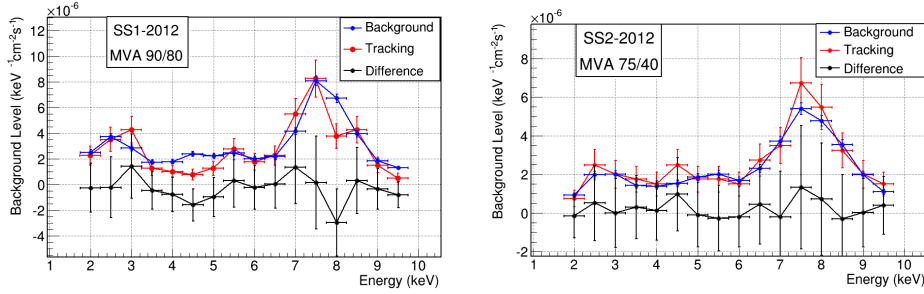 ×10⁻⁶
SS1-2012
MVA 90/80
Background
Tracking
Difference
Background Level (keV ⁻¹cm⁻²s⁻¹)
12
10
8
6
4
2
0
-2
-4
1 2 3 4 5 6 7 8 9 10
Energy (keV)
×10⁻⁶
SS2-2012
MVA 75/40
Background
Tracking
Difference
Background Level (keV ⁻¹cm⁻²s⁻¹)
8
6
4
2
0
-2
1 2 3 4 5 6 7 8 9 10
Energy (keV)